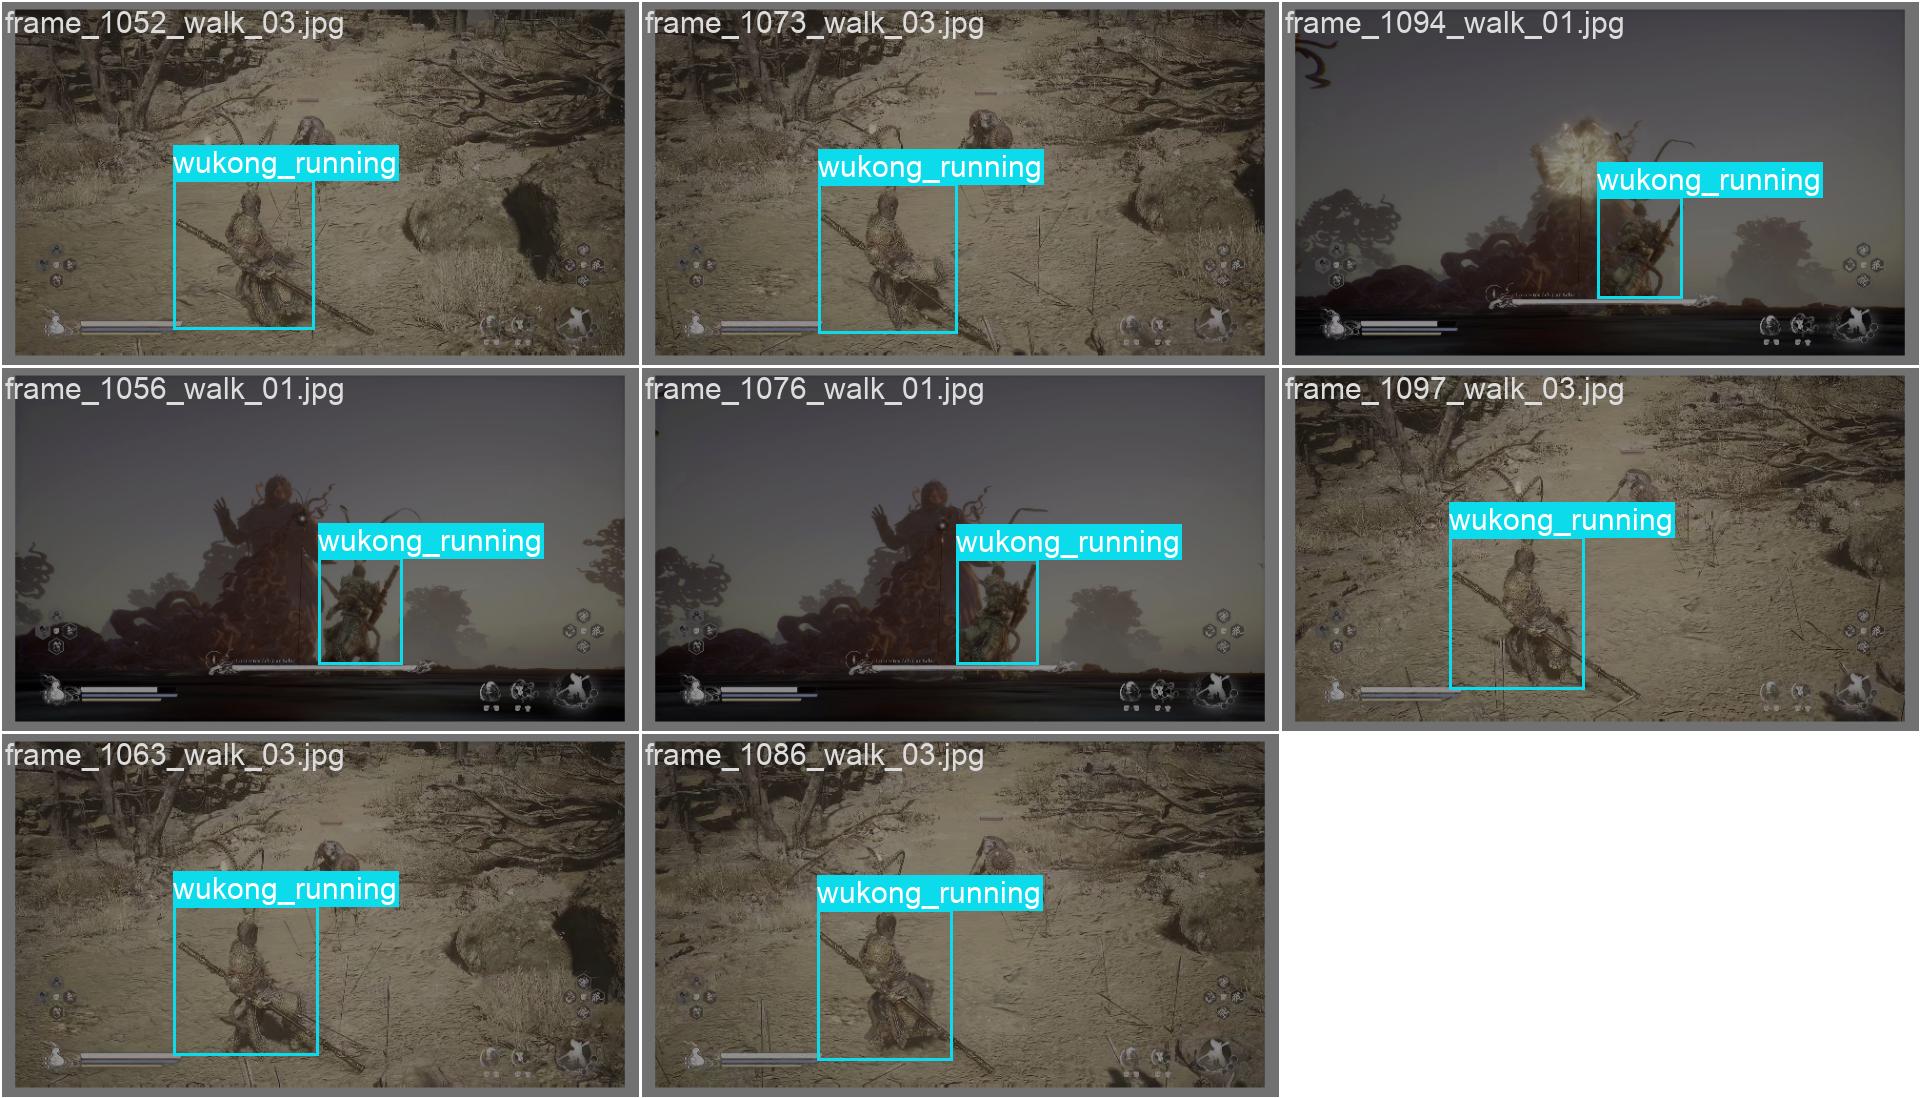 frame_1052_walk_03.jpg
wukong_running
frame_1073_walk_03.jpg
wukong_running
frame_1094_walk_01.jpg
wukong_running
frame_1056_walk_01.jpg
wukong_running
frame_1076_walk_01.jpg
wukong_running
frame_1097_walk_03.jpg
wukong_running
frame_1063_walk_03.jpg
wukong_running
frame_1086_walk_03.jpg
wukong_running